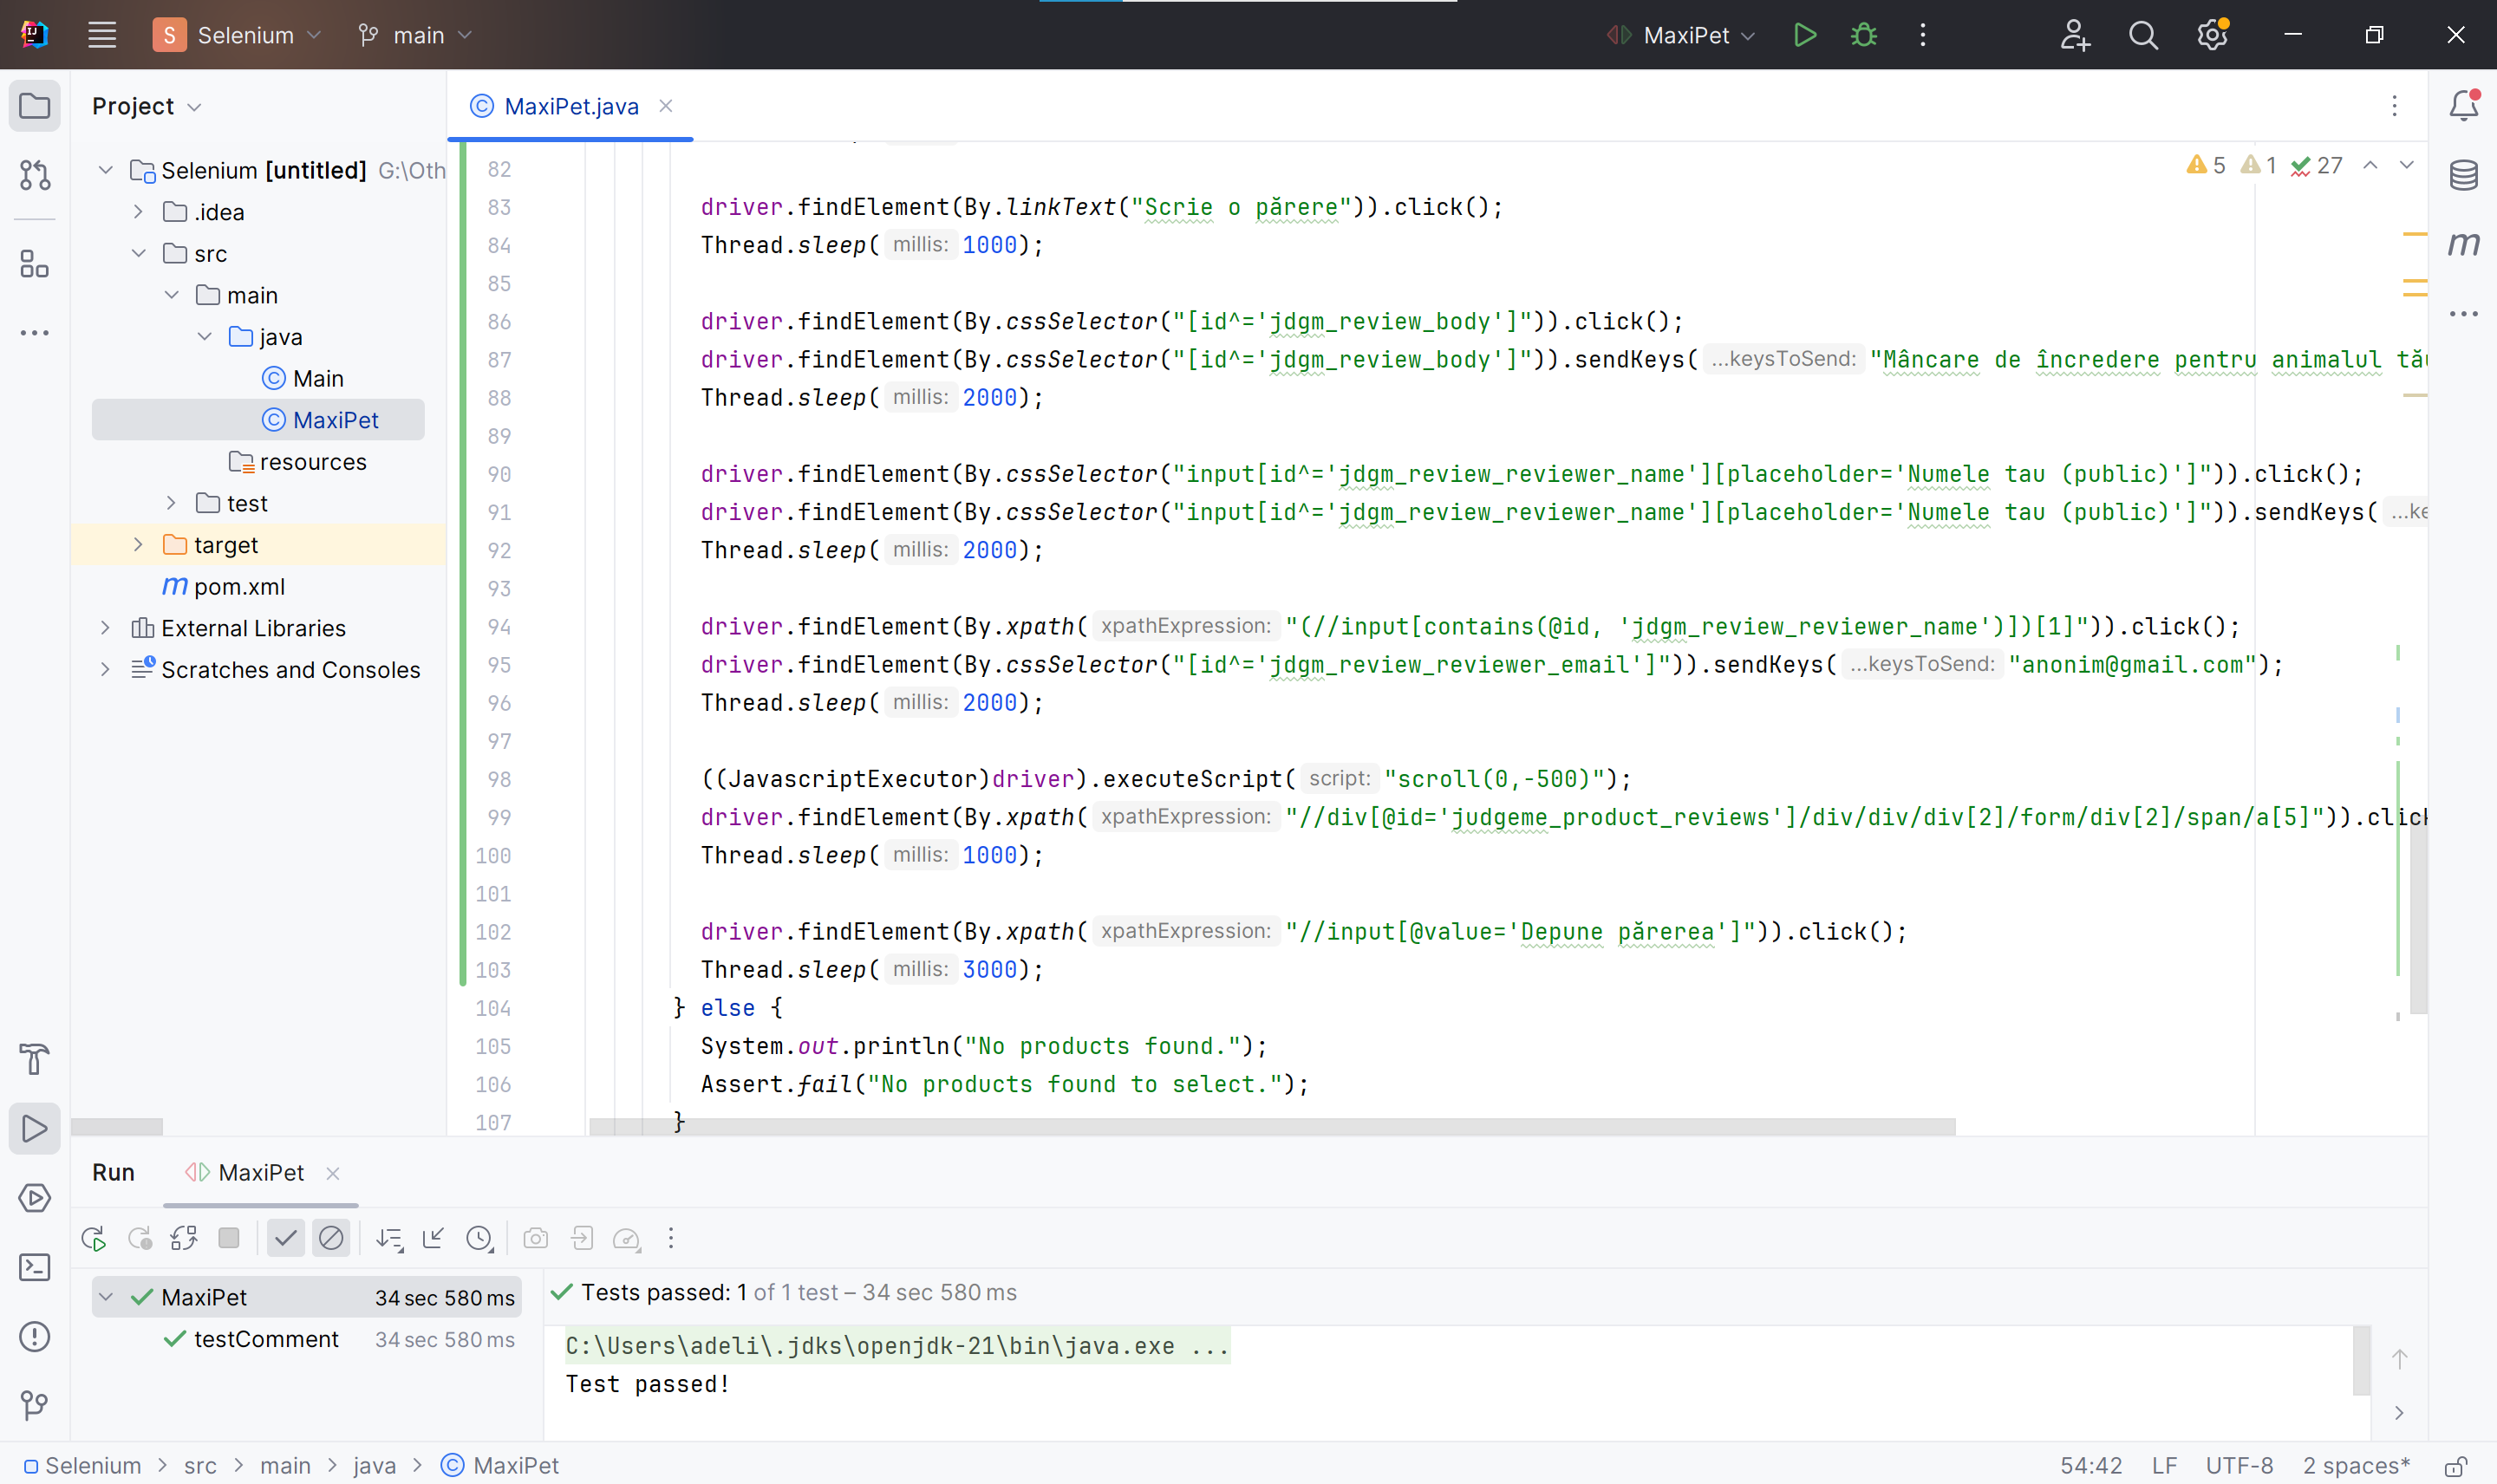 S Selenium main MaxiPet
Project
MaxiPet.java
Selenium [untitled] G:\Oth
.idea
src
main
java
Main
MaxiPet
resources
test
target
m pom.xml
External Libraries
Scratches and Consoles
5 1 27
82
83 driver.findElement(By.linkText("Scrie o părere")).click();
84 Thread.sleep( millis: 1000);
85
86 driver.findElement(By.cssSelector("[id^='jdgm_review_body']")).click();
87 driver.findElement(By.cssSelector("[id^='jdgm_review_body']")).sendKeys( ...keysToSend: "Mâncare de încredere pentru animalul tău
88 Thread.sleep( millis: 2000);
89
90 driver.findElement(By.cssSelector("input[id^='jdgm_review_reviewer_name'][placeholder='Numele tau (public)']")).click();
91 driver.findElement(By.cssSelector("input[id^='jdgm_review_reviewer_name'][placeholder='Numele tau (public)']")).sendKeys( ...ke
92 Thread.sleep( millis: 2000);
93
94 driver.findElement(By.xpath( xpathExpression: "(//input[contains(@id, 'jdgm_review_reviewer_name')])[1]")).click();
95 driver.findElement(By.cssSelector("[id^='jdgm_review_reviewer_email']")).sendKeys( ...keysToSend: "anonim@gmail.com");
96 Thread.sleep( millis: 2000);
97
98 ((JavascriptExecutor)driver).executeScript( script: "scroll(0,-500)");
99 driver.findElement(By.xpath( xpathExpression: "//div[@id='judgeme_product_reviews']/div/div/div[2]/form/div[2]/span/a[5]")).click
100 Thread.sleep( millis: 1000);
101
102 driver.findElement(By.xpath( xpathExpression: "//input[@value='Depune părerea']")).click();
103 Thread.sleep( millis: 3000);
104 } else {
105 System.out.println("No products found.");
106 Assert.fail("No products found to select.");
107 }
m
Run MaxiPet
MaxiPet 34 sec 580 ms
testComment 34 sec 580 ms
Tests passed: 1 of 1 test – 34 sec 580 ms
C:\Users\adeli\.jdks\openjdk-21\bin\java.exe ...
Test passed!
Selenium > src > main > java > MaxiPet
54:42 LF UTF-8 2 spaces*